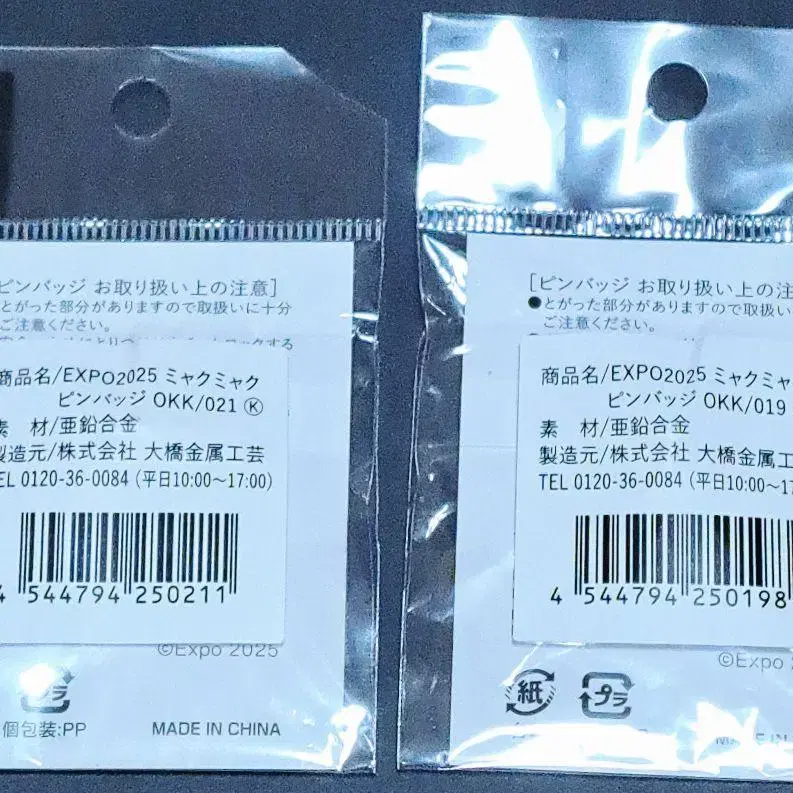 ピンバッジ お取り扱い上の注意]
とがった部分がありますので取扱いに十分
ご注意ください。
商品名/EXPO2025 ミャクミャク
ピンバッジ OKK/021 Ⓚ
素 材/亜鉛合金
製造元/株式会社 大橋金属工芸
TEL 0120-36-0084 (平日10:00～17:00)
4 544794 250211
©Expo 2025
プラ
個包装:PP
MADE IN CHINA
[ピンバッジ お取り扱い上の注
●とがった部分がありますので取扱い
ご注意ください。
商品名/EXPO2025 ミャクミャ
ピンバッジ OKK/019
素 材/亜鉛合金
製造元/株式会社 大橋金属工
TEL 0120-36-0084 (平日10:00～17
4 544794 250198
©Expo 2
紙
プラ
MADE IN